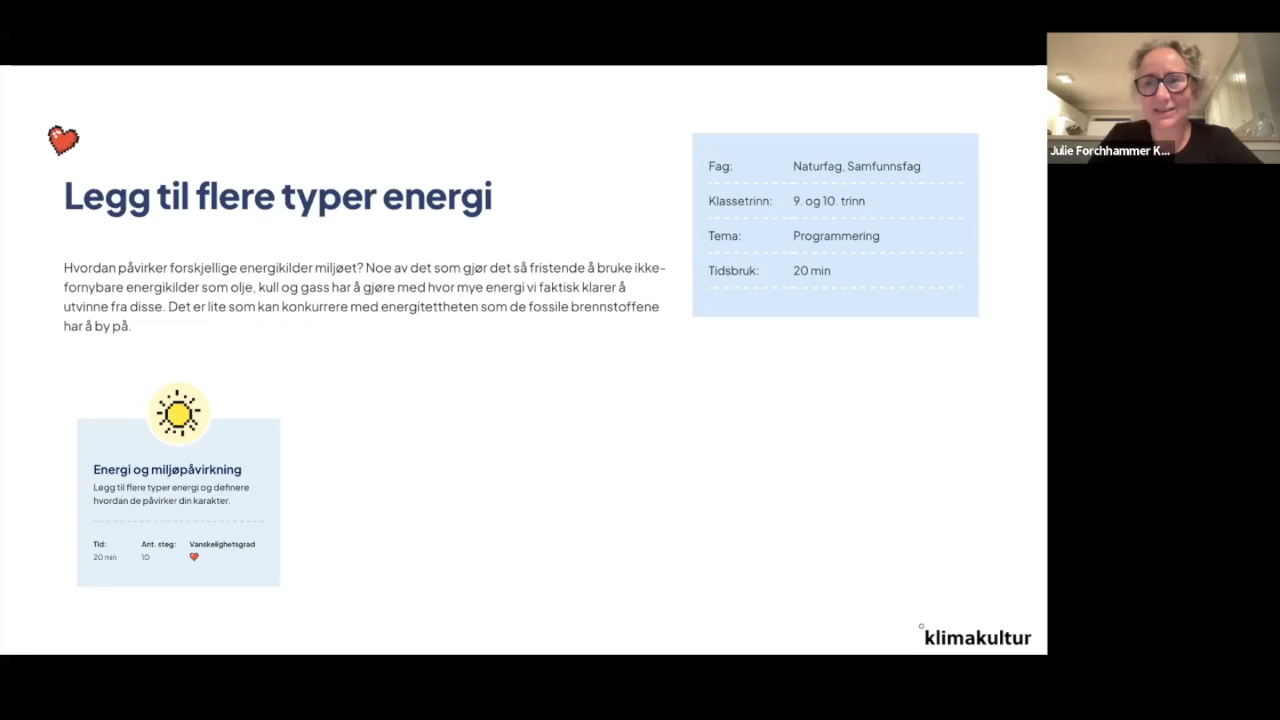 Legg til flere typer energi
Hvordan påvirker forskjellige energikilder miljøet? Noe av det som gjør det så fristende å bruke ikke-
fornybare energikilder som olje, kull og gass har å gjøre med hvor mye energi vi faktisk klarer å
utvinne fra disse. Det er lite som kan konkurrere med energitettheten som de fossile brennstoffene
har å by på.
Fag: Naturfag, Samfunnsfag
Klassetrinn: 9. og 10. trinn
Tema: Programmering
Tidsbruk: 20 min
Energi og miljøpåvirkning
Legg til flere typer energi og definere
hvordan de påvirker din karakter.
Tid: Ant. steg: Vanskelighetsgrad
20 min 10
°klimakultur
Julie Forchhammer K...